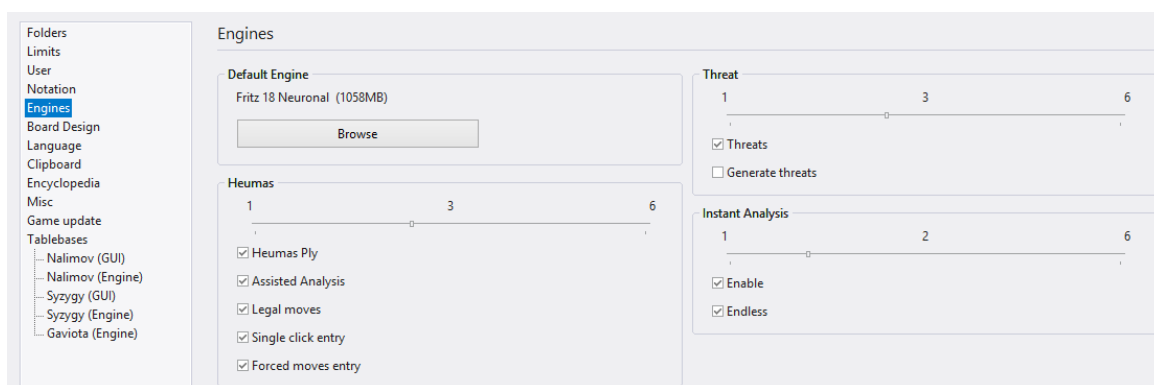 Folders
Limits
User
Notation
Engines
Board Design
Language
Clipboard
Encyclopedia
Misc
Game update
Tablebases
Nalimov (GUI)
Nalimov (Engine)
Syzygy (GUI)
Syzygy (Engine)
Gaviota (Engine)
Engines
Default Engine
Fritz 18 Neuronal (1058MB)
Browse
Heumas
1 3 6
Heumas Ply
Assisted Analysis
Legal moves
Single click entry
Forced moves entry
Threat
1 3 6
Threats
Generate threats
Instant Analysis
1 2 6
Enable
Endless